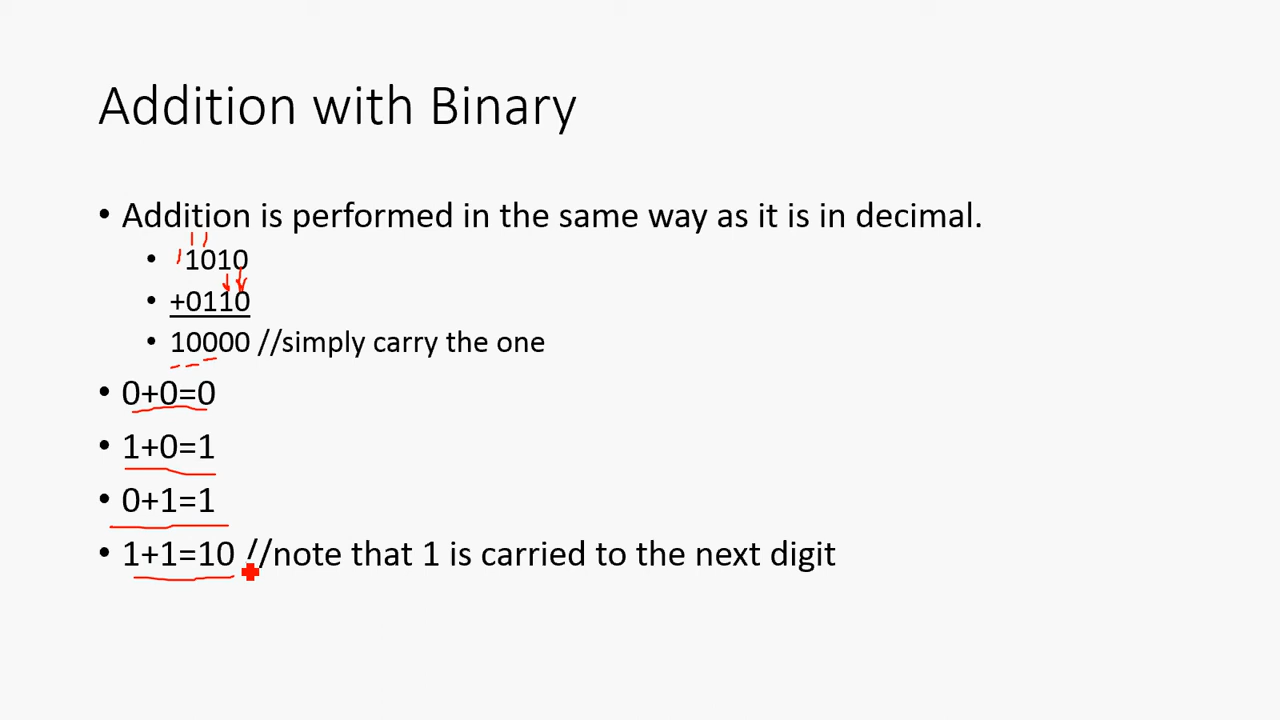 Addition with Binary
• Addition is performed in the same way as it is in decimal.
• 1010
• +0110
• 10000 //simply carry the one
• 0+0=0
• 1+0=1
• 0+1=1
• 1+1=10 //note that 1 is carried to the next digit